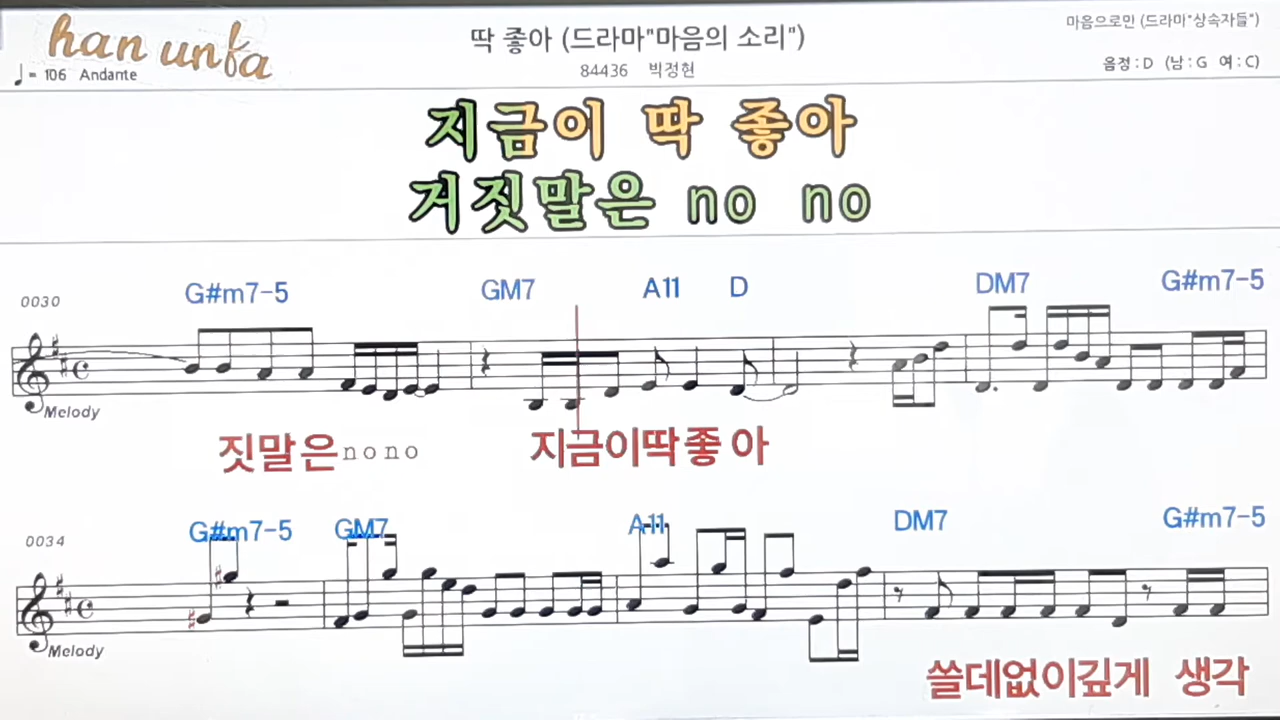 han unfa
딱 좋아 (드라마"마음의 소리")
마음으로만 (드라마"상속자들")
♩= 106 Andante
84436 박정현
음정 : D (남 : G 여 : C)
지금이 딱 좋아
거짓말은 no no
0030 G#m7-5 GM7 A11 D DM7 G#m7-5
Melody
짓말은 no no 지금이딱좋 아
0034 G#m7-5 GM7 A11 DM7 G#m7-5
Melody
쓸데없이깊게 생각